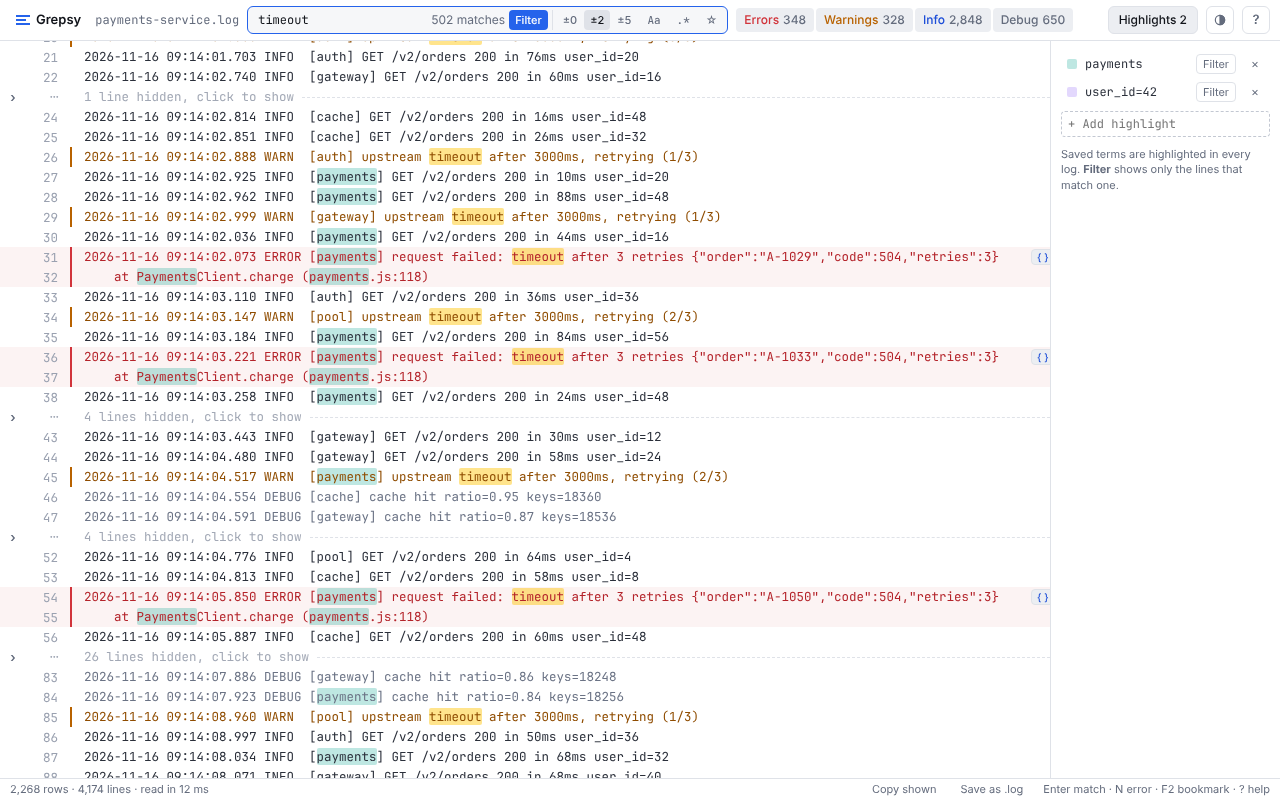 Grepsy payments-service.log timeout 502 matches Filter ±0 ±2 ±5 Aa .* ☆ Errors 348 Warnings 328 Info 2,848 Debug 650 Highlights 2 ?
21 2026-11-16 09:14:01.703 INFO  [auth] GET /v2/orders 200 in 76ms user_id=20
22 2026-11-16 09:14:02.740 INFO  [gateway] GET /v2/orders 200 in 60ms user_id=16
› ⋯ 1 line hidden, click to show
24 2026-11-16 09:14:02.814 INFO  [cache] GET /v2/orders 200 in 16ms user_id=48
25 2026-11-16 09:14:02.851 INFO  [cache] GET /v2/orders 200 in 26ms user_id=32
26 2026-11-16 09:14:02.888 WARN  [auth] upstream timeout after 3000ms, retrying (1/3)
27 2026-11-16 09:14:02.925 INFO  [payments] GET /v2/orders 200 in 10ms user_id=20
28 2026-11-16 09:14:02.962 INFO  [payments] GET /v2/orders 200 in 88ms user_id=48
29 2026-11-16 09:14:02.999 WARN  [gateway] upstream timeout after 3000ms, retrying (1/3)
30 2026-11-16 09:14:02.036 INFO  [payments] GET /v2/orders 200 in 44ms user_id=16
31 2026-11-16 09:14:02.073 ERROR [payments] request failed: timeout after 3 retries {"order":"A-1029","code":504,"retries":3} {}
32     at PaymentsClient.charge (payments.js:118)
33 2026-11-16 09:14:03.110 INFO  [auth] GET /v2/orders 200 in 36ms user_id=36
34 2026-11-16 09:14:03.147 WARN  [pool] upstream timeout after 3000ms, retrying (2/3)
35 2026-11-16 09:14:03.184 INFO  [payments] GET /v2/orders 200 in 84ms user_id=56
36 2026-11-16 09:14:03.221 ERROR [payments] request failed: timeout after 3 retries {"order":"A-1033","code":504,"retries":3} {}
37     at PaymentsClient.charge (payments.js:118)
38 2026-11-16 09:14:03.258 INFO  [payments] GET /v2/orders 200 in 24ms user_id=48
› ⋯ 4 lines hidden, click to show
43 2026-11-16 09:14:03.443 INFO  [gateway] GET /v2/orders 200 in 30ms user_id=12
44 2026-11-16 09:14:04.480 INFO  [gateway] GET /v2/orders 200 in 58ms user_id=24
45 2026-11-16 09:14:04.517 WARN  [payments] upstream timeout after 3000ms, retrying (2/3)
46 2026-11-16 09:14:04.554 DEBUG [cache] cache hit ratio=0.95 keys=18360
47 2026-11-16 09:14:04.591 DEBUG [gateway] cache hit ratio=0.87 keys=18536
› ⋯ 4 lines hidden, click to show
52 2026-11-16 09:14:04.776 INFO  [pool] GET /v2/orders 200 in 64ms user_id=4
53 2026-11-16 09:14:04.813 INFO  [cache] GET /v2/orders 200 in 58ms user_id=8
54 2026-11-16 09:14:05.850 ERROR [payments] request failed: timeout after 3 retries {"order":"A-1050","code":504,"retries":3} {}
55     at PaymentsClient.charge (payments.js:118)
56 2026-11-16 09:14:05.887 INFO  [cache] GET /v2/orders 200 in 60ms user_id=48
› ⋯ 26 lines hidden, click to show
83 2026-11-16 09:14:07.886 DEBUG [gateway] cache hit ratio=0.86 keys=18248
84 2026-11-16 09:14:07.923 DEBUG [payments] cache hit ratio=0.84 keys=18256
85 2026-11-16 09:14:08.960 WARN  [pool] upstream timeout after 3000ms, retrying (1/3)
86 2026-11-16 09:14:08.997 INFO  [auth] GET /v2/orders 200 in 50ms user_id=36
87 2026-11-16 09:14:08.034 INFO  [payments] GET /v2/orders 200 in 68ms user_id=32
88 2026-11-16 09:14:08.071 INFO  [gateway] GET /v2/orders 200 in 68ms user_id=40
payments Filter ×
user_id=42 Filter ×
+ Add highlight
Saved terms are highlighted in every
log. Filter shows only the lines that
match one.
2,268 rows · 4,174 lines · read in 12 ms Copy shown Save as .log Enter match · N error · F2 bookmark · ? help